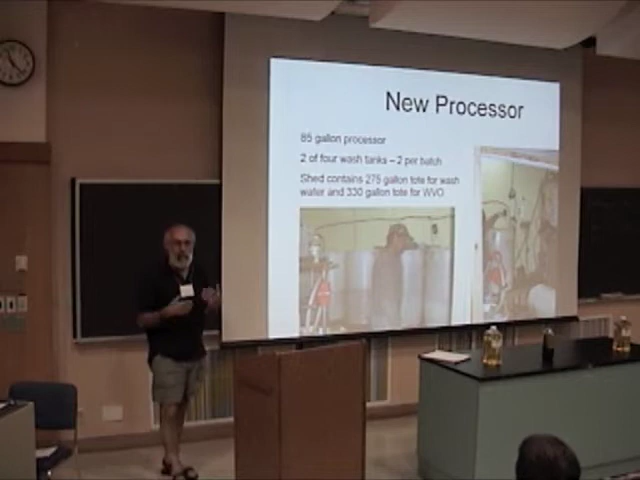 New Processor
85 gallon processor
2 of four wash tanks – 2 per batch
Shed contains 275 gallon tote for wash
water and 330 gallon tote for WVO